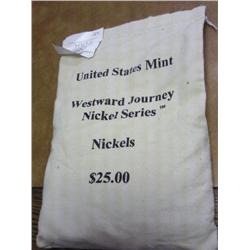 United States Mint
Westward Journey
Nickel Series™
Nickels
$25.00